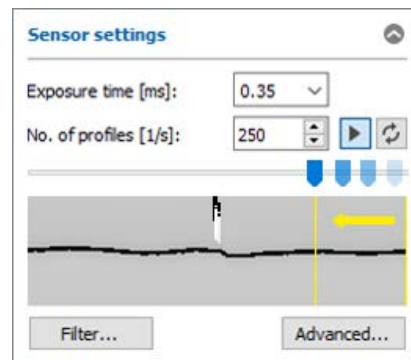 Sensor settings
Exposure time [ms]: 0.35
No. of profiles [1/s]: 250
Filter... Advanced...